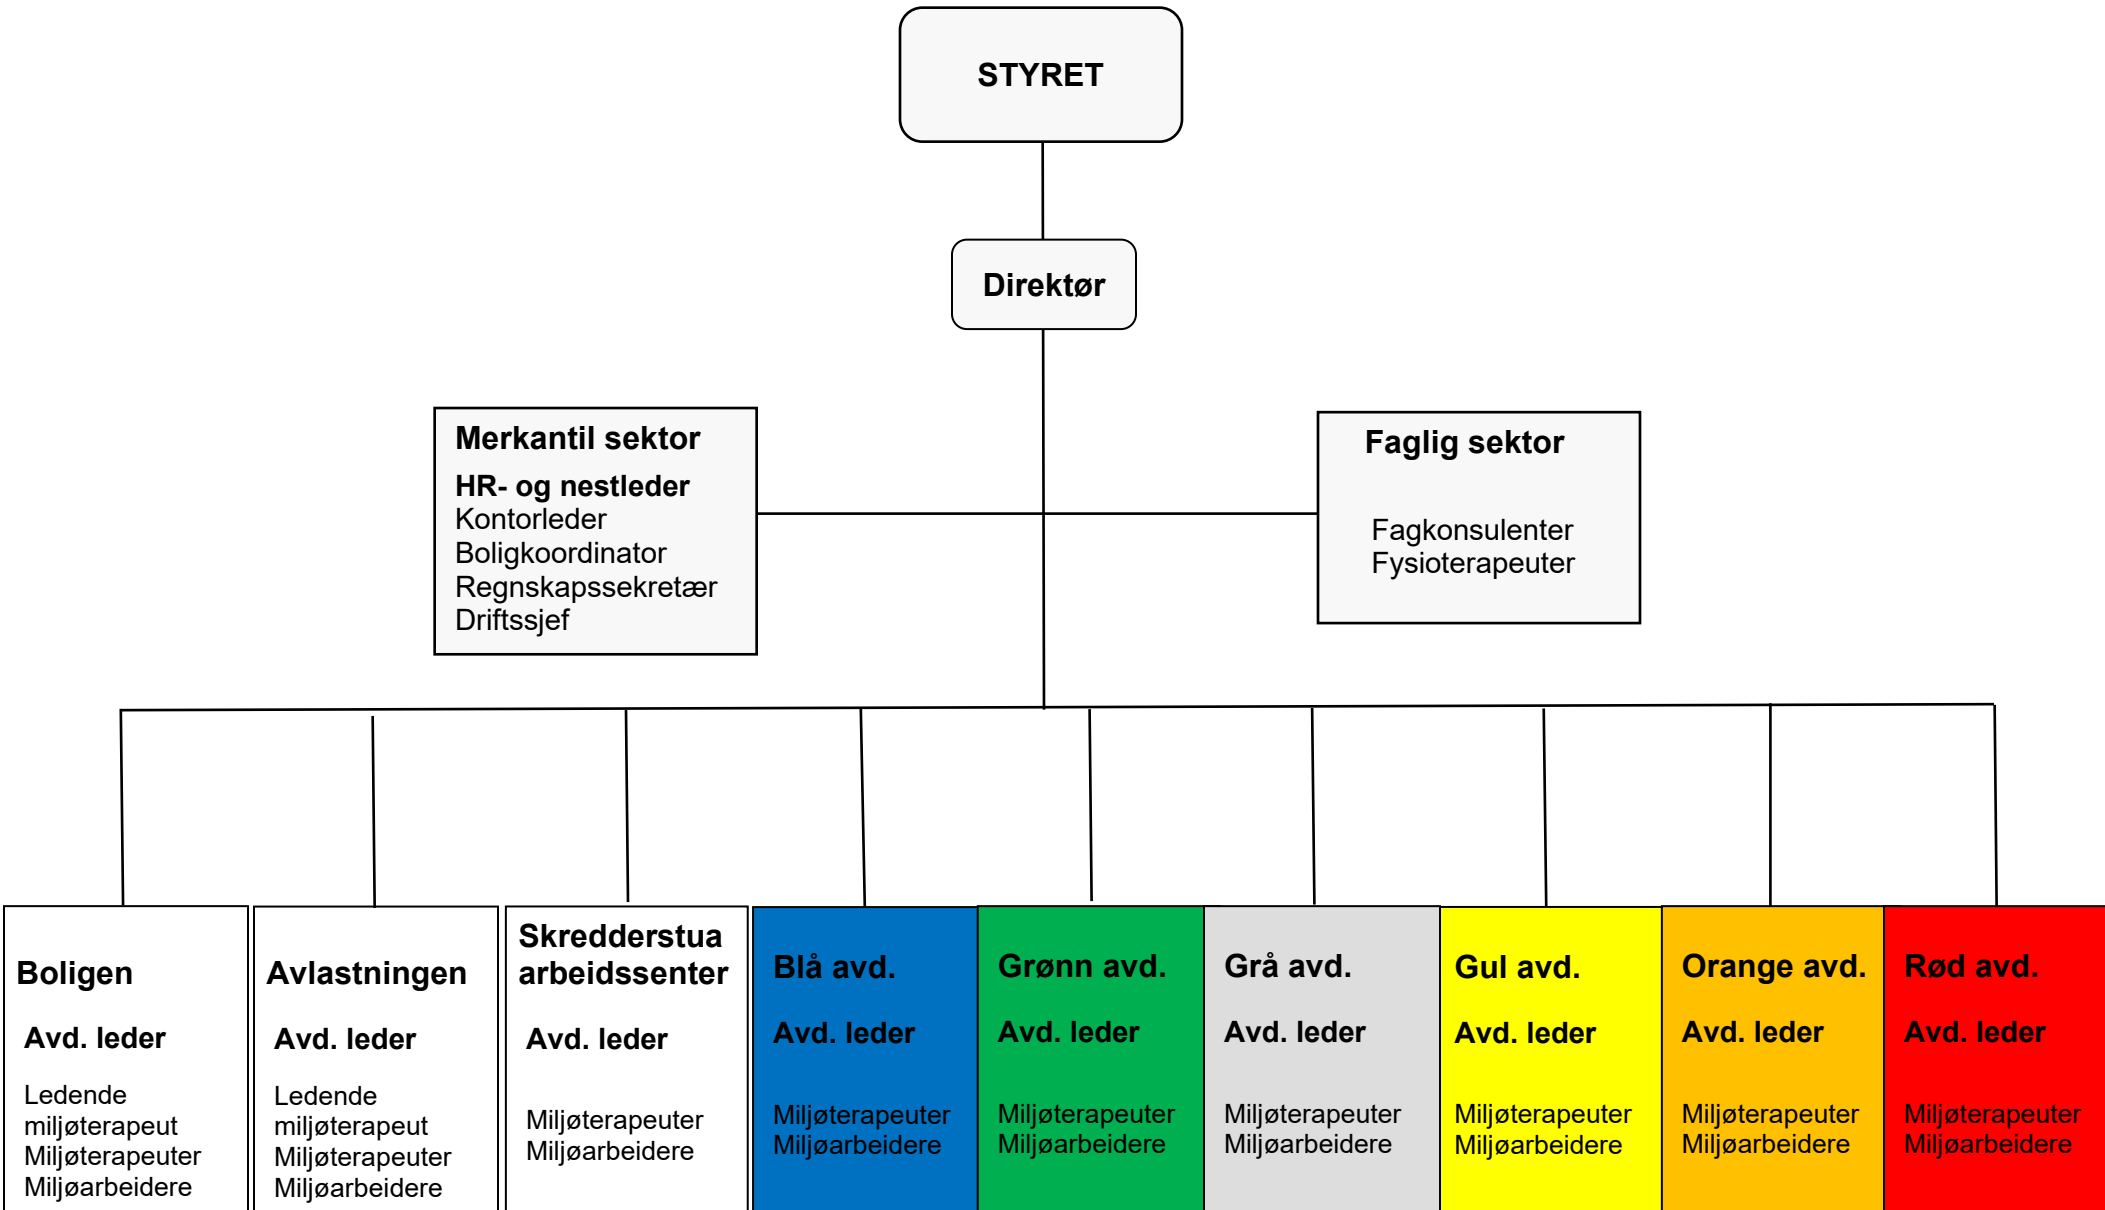 STYRET
Direktør
Merkantil sektor
HR- og nestleder
Kontorleder
Boligkoordinator
Regnskapssekretær
Driftssjef
Faglig sektor
Fagkonsulenter
Fysioterapeuter
Boligen
Avd. leder
Ledende
miljøterapeut
Miljøterapeuter
Miljøarbeidere
Avlastningen
Avd. leder
Ledende
miljøterapeut
Miljøterapeuter
Miljøarbeidere
Skredderstua
arbeidssenter
Avd. leder
Miljøterapeuter
Miljøarbeidere
Blå avd.
Avd. leder
Miljøterapeuter
Miljøarbeidere
Grønn avd.
Avd. leder
Miljøterapeuter
Miljøarbeidere
Grå avd.
Avd. leder
Miljøterapeuter
Miljøarbeidere
Gul avd.
Avd. leder
Miljøterapeuter
Miljøarbeidere
Orange avd.
Avd. leder
Miljøterapeuter
Miljøarbeidere
Rød avd.
Avd. leder
Miljøterapeuter
Miljøarbeidere